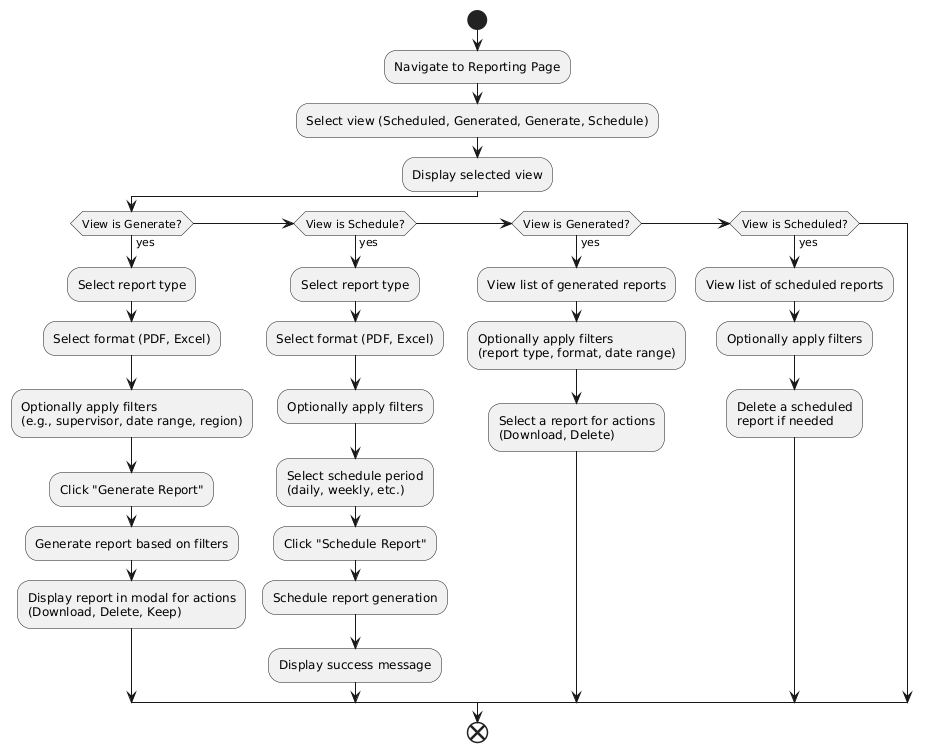 Navigate to Reporting Page
Select view (Scheduled, Generated, Generate, Schedule)
Display selected view
View is Generate?
yes
Select report type
Select format (PDF, Excel)
Optionally apply filters
(e.g., supervisor, date range, region)
Click "Generate Report"
Generate report based on filters
Display report in modal for actions
(Download, Delete, Keep)
View is Schedule?
yes
Select report type
Select format (PDF, Excel)
Optionally apply filters
Select schedule period
(daily, weekly, etc.)
Click "Schedule Report"
Schedule report generation
Display success message
View is Generated?
yes
View list of generated reports
Optionally apply filters
(report type, format, date range)
Select a report for actions
(Download, Delete)
View is Scheduled?
yes
View list of scheduled reports
Optionally apply filters
Delete a scheduled
report if needed